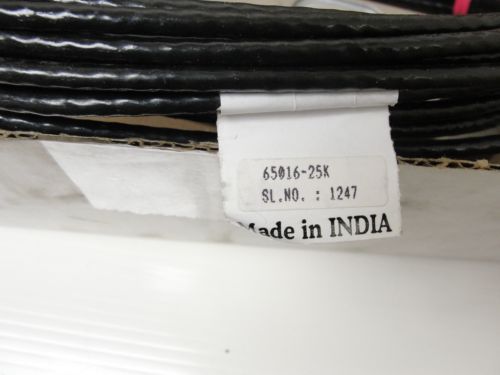 65016-25K
SL.NO. : 1247
Made in INDIA